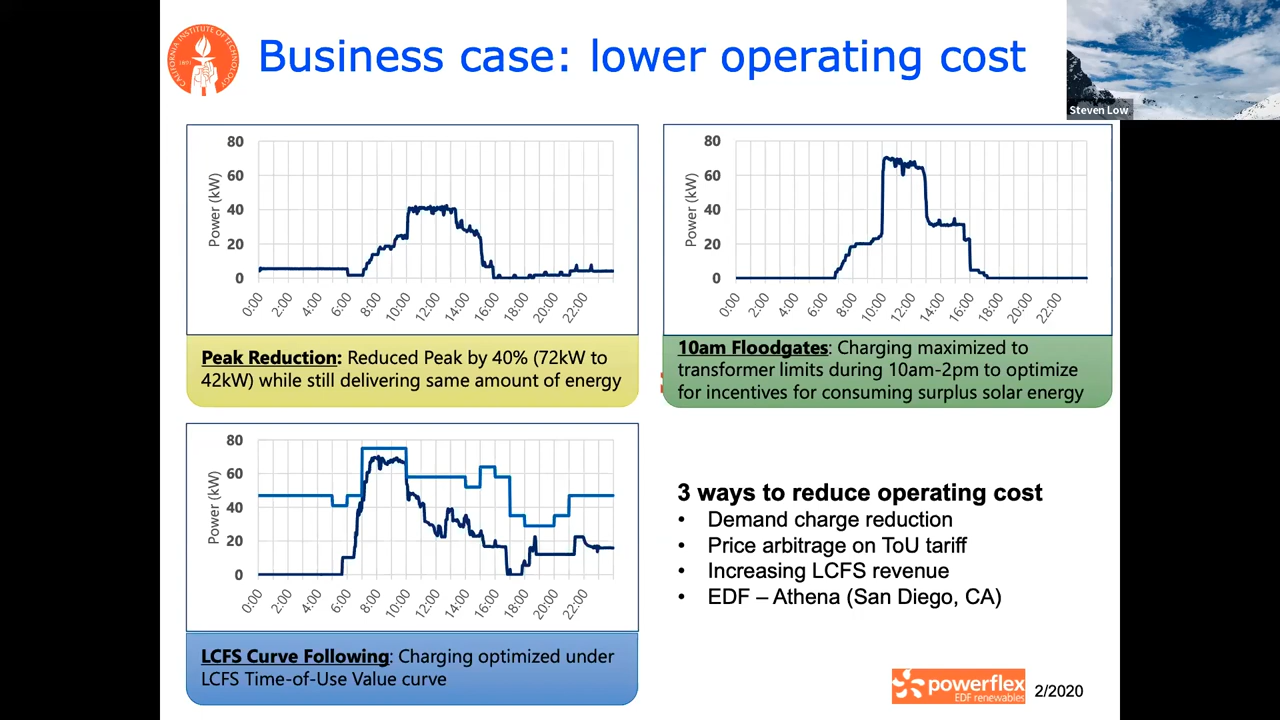 Business case: lower operating cost
CALIFORNIA INSTITUTE OF TECHNOLOGY
1891
Steven Low
80
60
40
20
0
Power (kW)
0:00
2:00
4:00
6:00
8:00
10:00
12:00
14:00
16:00
18:00
20:00
22:00
Peak Reduction: Reduced Peak by 40% (72kW to
42kW) while still delivering same amount of energy
80
60
40
20
0
Power (kW)
0:00
2:00
4:00
6:00
8:00
10:00
12:00
14:00
16:00
18:00
20:00
22:00
10am Floodgates: Charging maximized to
transformer limits during 10am-2pm to optimize
for incentives for consuming surplus solar energy
80
60
40
20
0
Power (kW)
0:00
2:00
4:00
6:00
8:00
10:00
12:00
14:00
16:00
18:00
20:00
22:00
LCFS Curve Following: Charging optimized under
LCFS Time-of-Use Value curve
3 ways to reduce operating cost
• Demand charge reduction
• Price arbitrage on ToU tariff
• Increasing LCFS revenue
• EDF – Athena (San Diego, CA)
powerflex
EDF renewables
2/2020